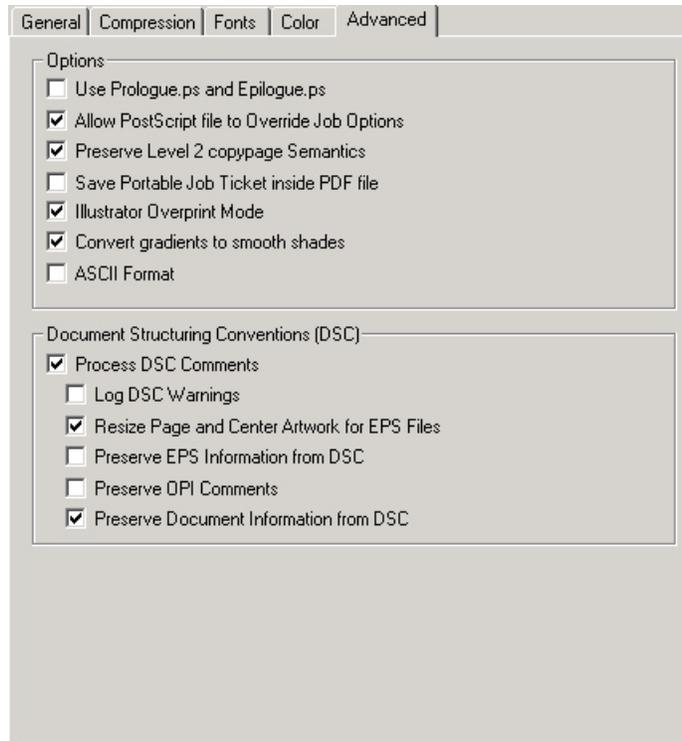 General Compression Fonts Color Advanced
Options
Use Prologue.ps and Epilogue.ps
Allow PostScript file to Override Job Options
Preserve Level 2 copypage Semantics
Save Portable Job Ticket inside PDF file
Illustrator Overprint Mode
Convert gradients to smooth shades
ASCII Format
Document Structuring Conventions (DSC)
Process DSC Comments
Log DSC Warnings
Resize Page and Center Artwork for EPS Files
Preserve EPS Information from DSC
Preserve OPI Comments
Preserve Document Information from DSC